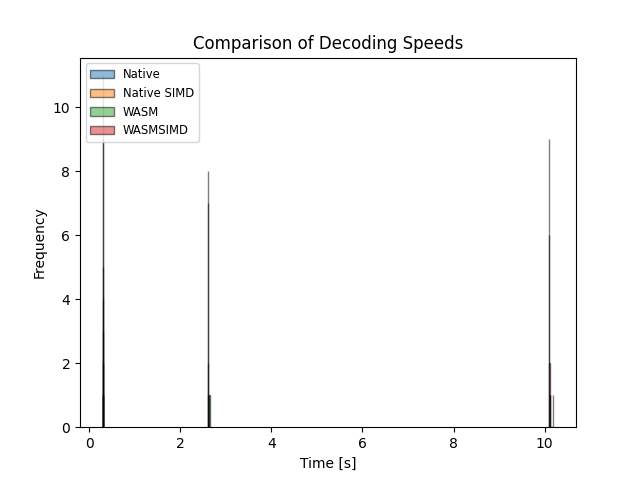 Comparison of Decoding Speeds
Native
Native SIMD
WASM
WASMSIMD
Frequency
10
8
6
4
2
0
0 2 4 6 8 10
Time [s]